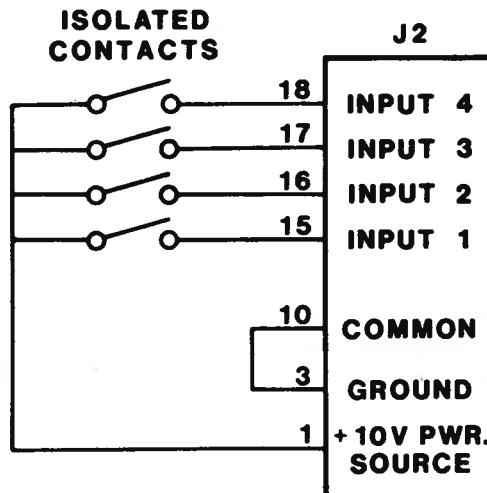 ISOLATED
CONTACTS
J2
18 INPUT 4
17 INPUT 3
16 INPUT 2
15 INPUT 1
10 COMMON
3 GROUND
1 + 10V PWR.
SOURCE